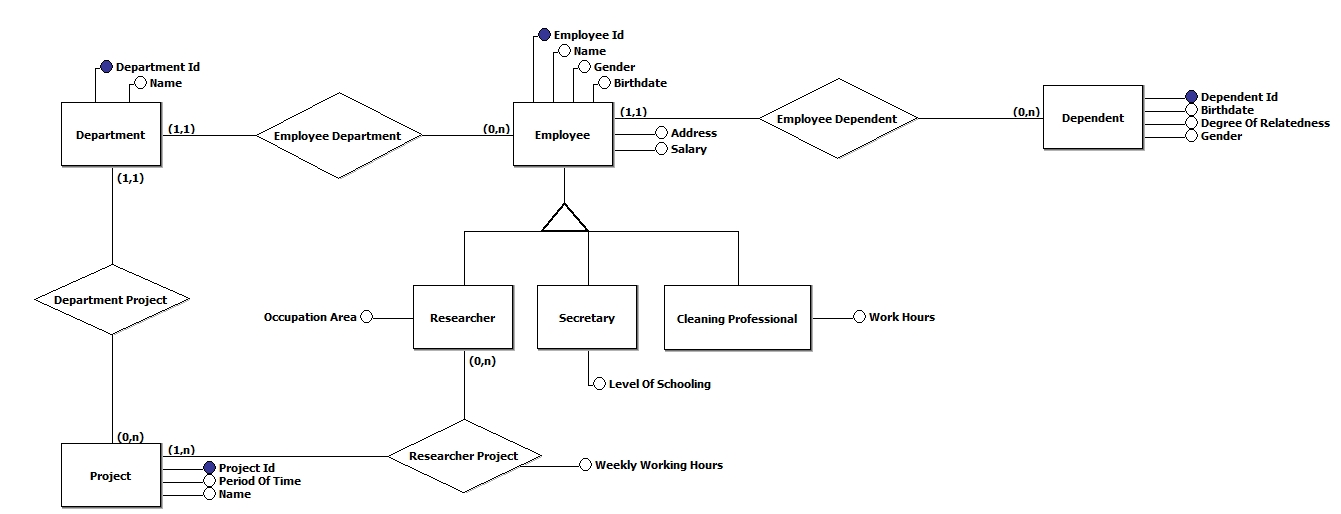 Employee Id
Name
Gender
Birthdate
Department Id
Name
Department
(1,1)
Employee Department
(0,n)
Employee
(1,1)
Address
Salary
Employee Dependent
(0,n)
Dependent
Dependent Id
Birthdate
Degree Of Relatedness
Gender
(1,1)
Department Project
Occupation Area
Researcher
Secretary
Cleaning Professional
Work Hours
(0,n)
Level Of Schooling
(0,n)
(1,n)
Researcher Project
Weekly Working Hours
Project
Project Id
Period Of Time
Name